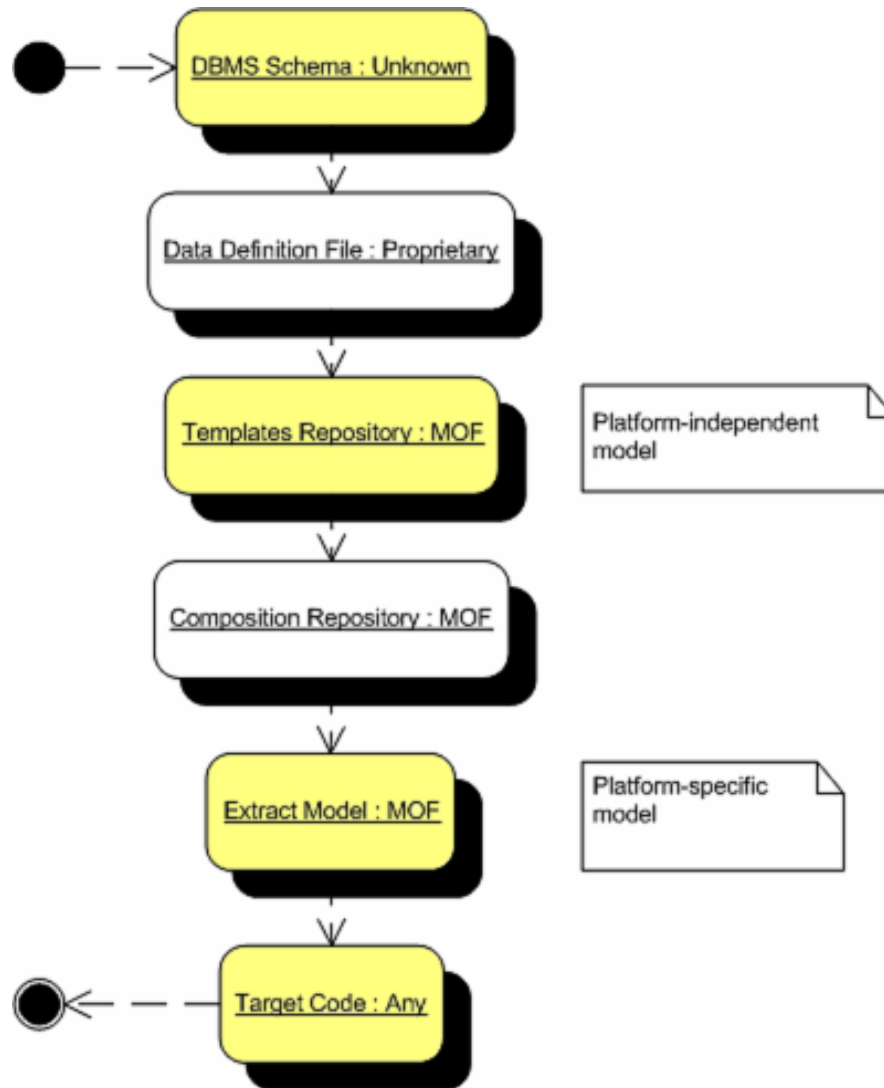 DBMS Schema : Unknown
Data Definition File : Proprietary
Templates Repository : MOF
Platform-independent
model
Composition Repository : MOF
Extract Model : MOF
Platform-specific
model
Target Code : Any